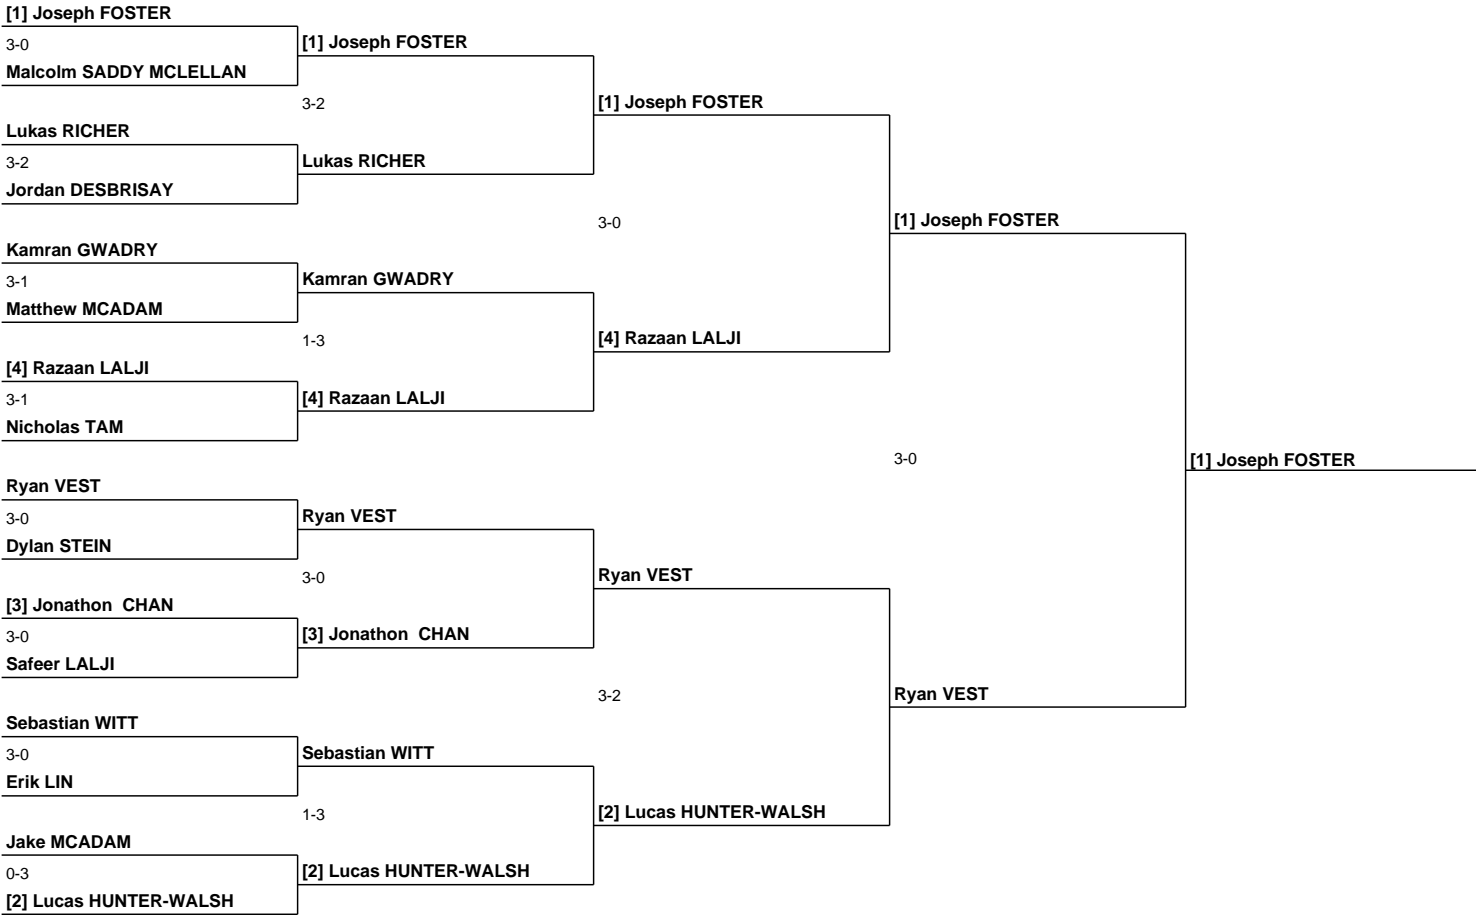 [1] Joseph FOSTER
3-0
Malcolm SADDY MCLELLAN
Lukas RICHER
3-2
Jordan DESBRISAY
Kamran GWADRY
3-1
Matthew MCADAM
[4] Razaan LALJI
3-1
Nicholas TAM
Ryan VEST
3-0
Dylan STEIN
[3] Jonathon  CHAN
3-0
Safeer LALJI
Sebastian WITT
3-0
Erik LIN
Jake MCADAM
0-3
[2] Lucas HUNTER-WALSH
[1] Joseph FOSTER
3-2
Lukas RICHER
Kamran GWADRY
1-3
[4] Razaan LALJI
Ryan VEST
3-0
[3] Jonathon  CHAN
Sebastian WITT
1-3
[2] Lucas HUNTER-WALSH
[1] Joseph FOSTER
3-0
[4] Razaan LALJI
Ryan VEST
3-2
[2] Lucas HUNTER-WALSH
[1] Joseph FOSTER
3-0
Ryan VEST
[1] Joseph FOSTER